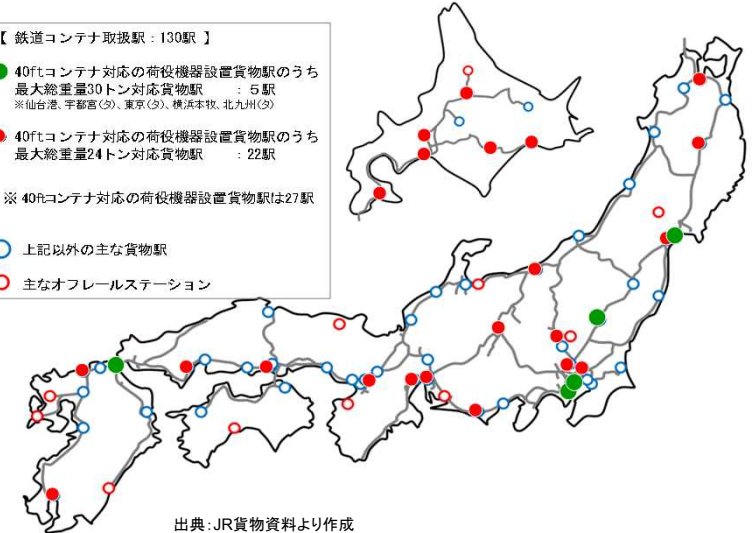 【 鉄道コンテナ取扱駅：130駅 】
40ftコンテナ対応の荷役機器設置貨物駅のうち
最大総重量30トン対応貨物駅 ：5駅
※仙台港、宇都宮(タ)、東京(タ)、横浜本牧、北九州(タ)
40ftコンテナ対応の荷役機器設置貨物駅のうち
最大総重量24トン対応貨物駅 ：22駅
※ 40ftコンテナ対応の荷役機器設置貨物駅は27駅
上記以外の主な貨物駅
主なオフレールステーション
出典：JR貨物資料より作成